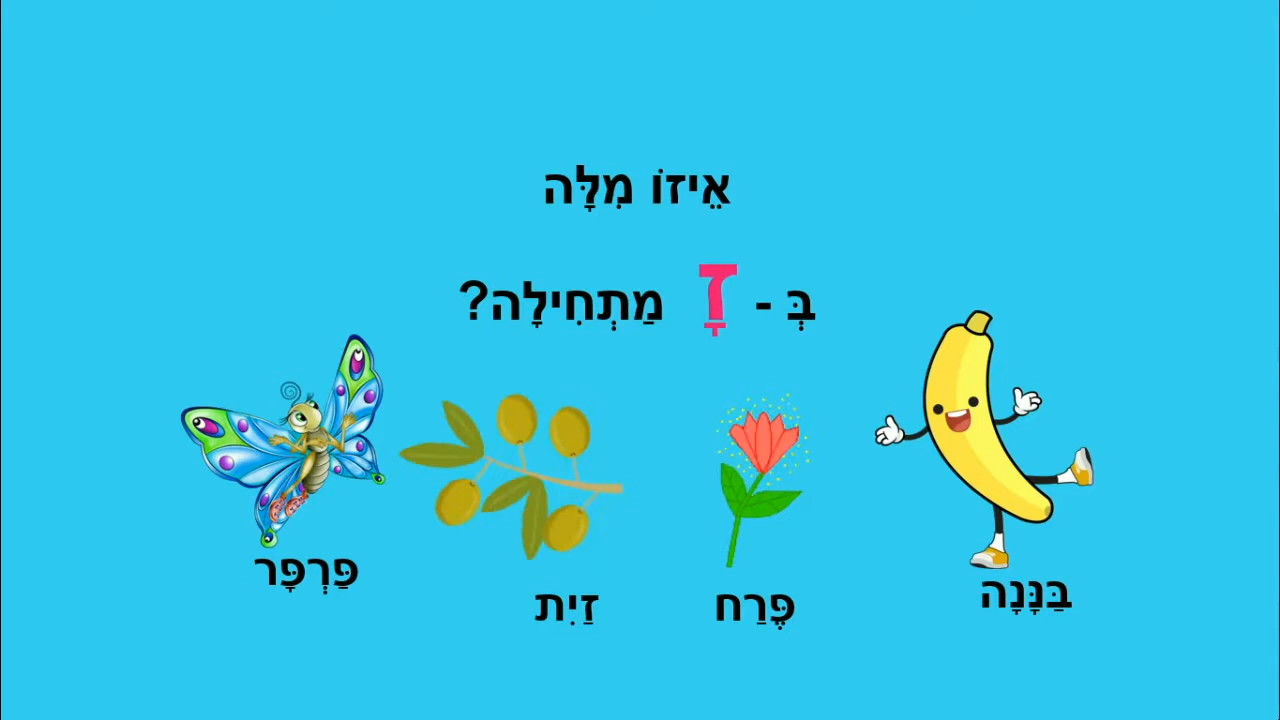 אֵיזוֹ מִלָּה
בְּ - זָ מַתְחִילָה?
בַּנָּנָה
פֶּרַח
זַיִת
פַּרְפָּר